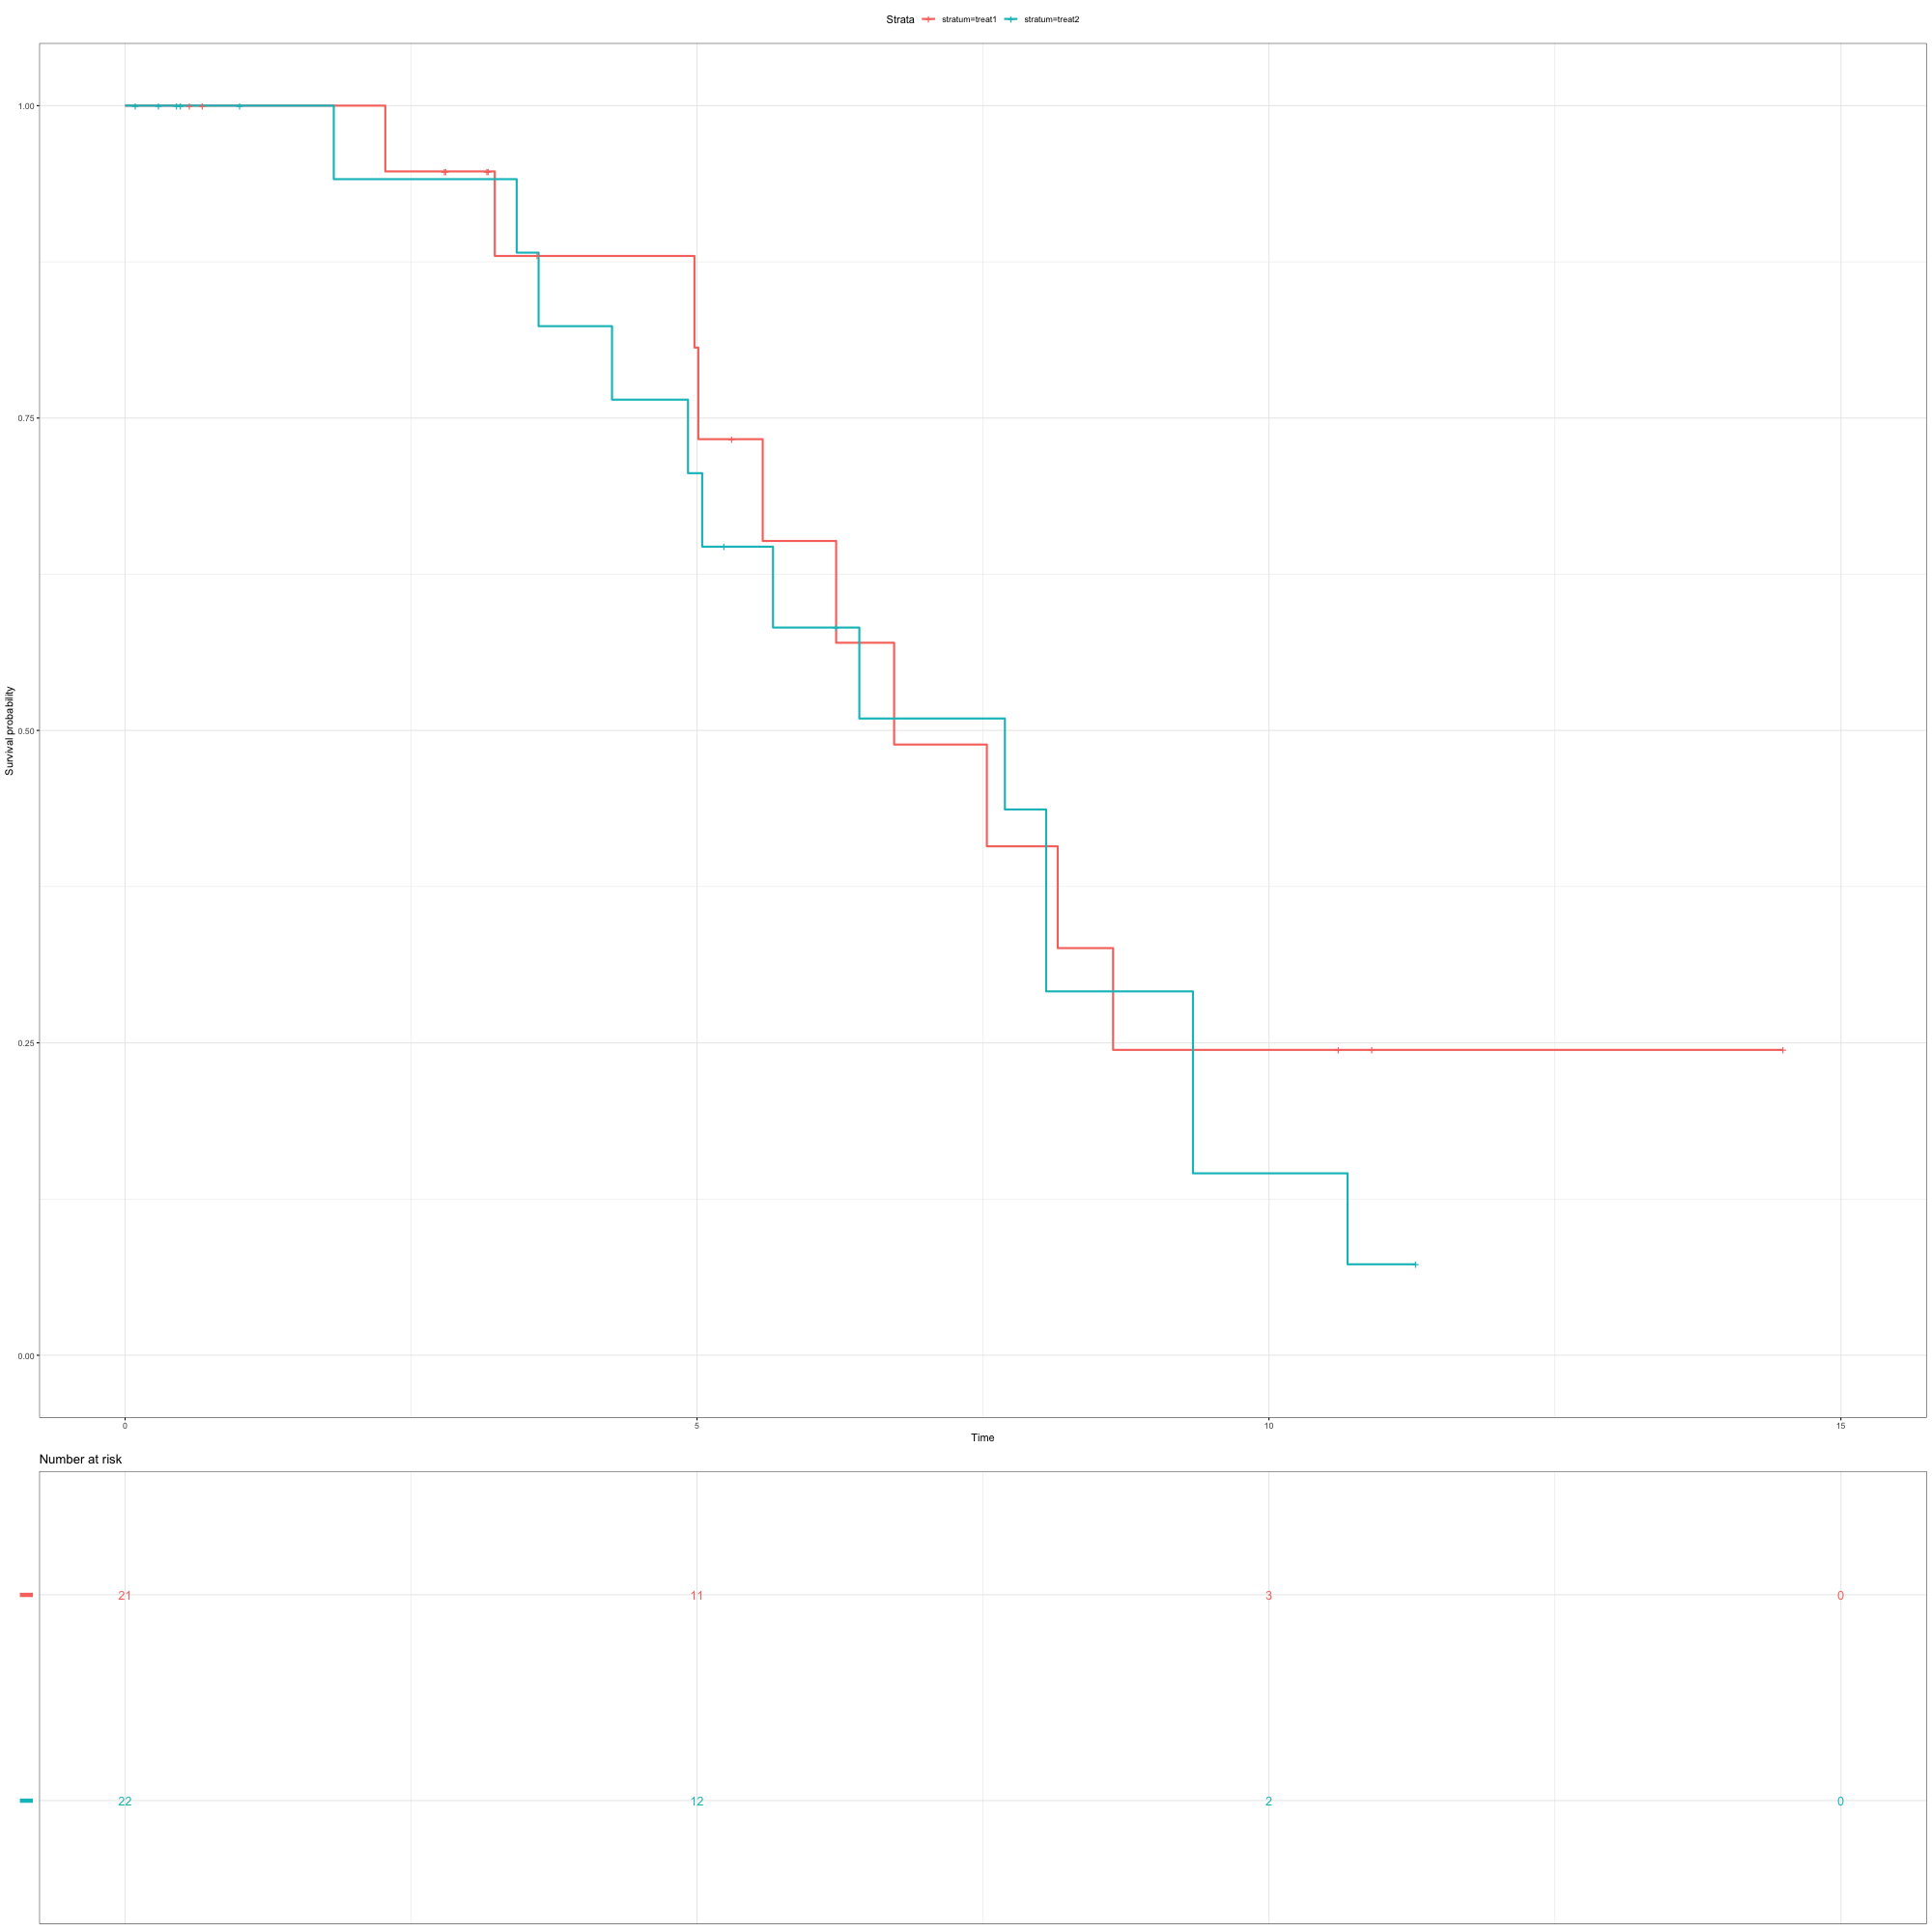 Strata stratum=treat1 stratum=treat2
1.00
0.75
0.50
0.25
0.00
Survival probability
0 5 10 15
Time
Number at risk
21 11 3 0
22 12 2 0